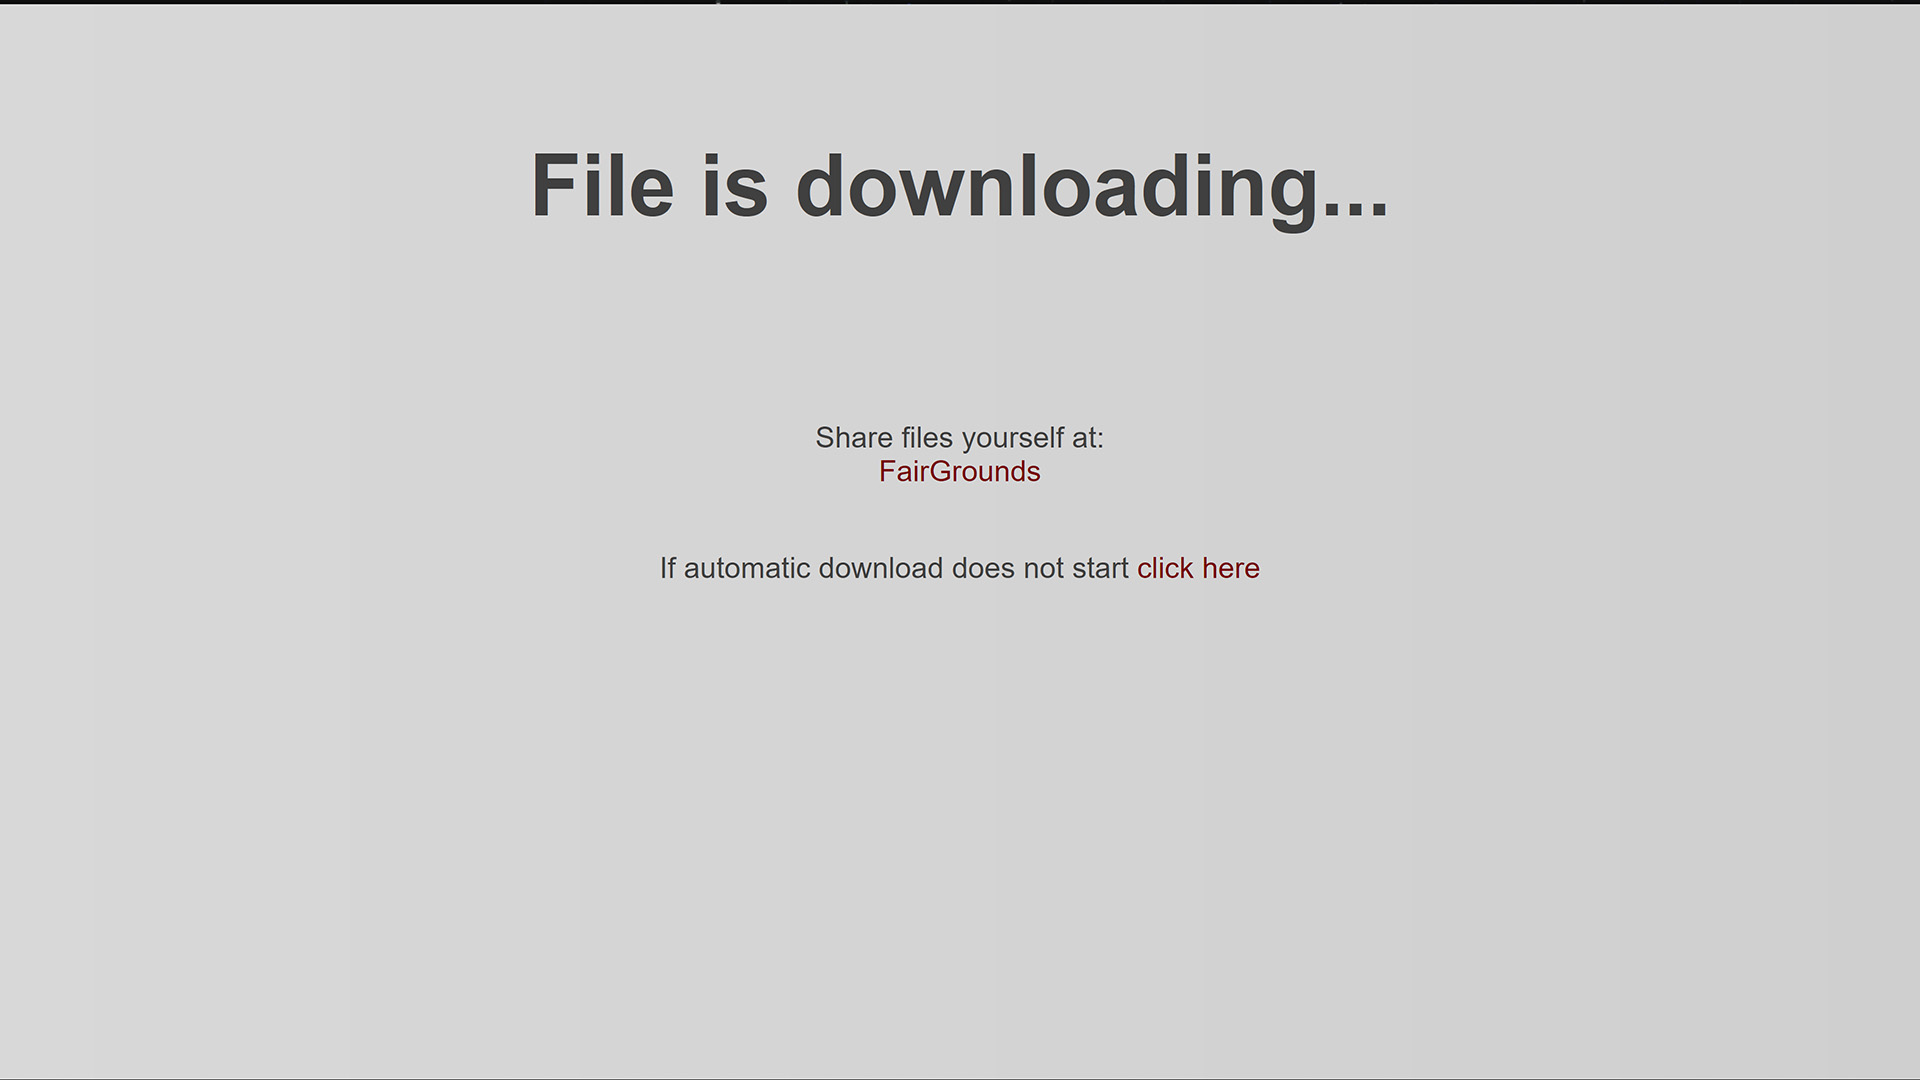 File is downloading...
Share files yourself at:
FairGrounds
If automatic download does not start click here